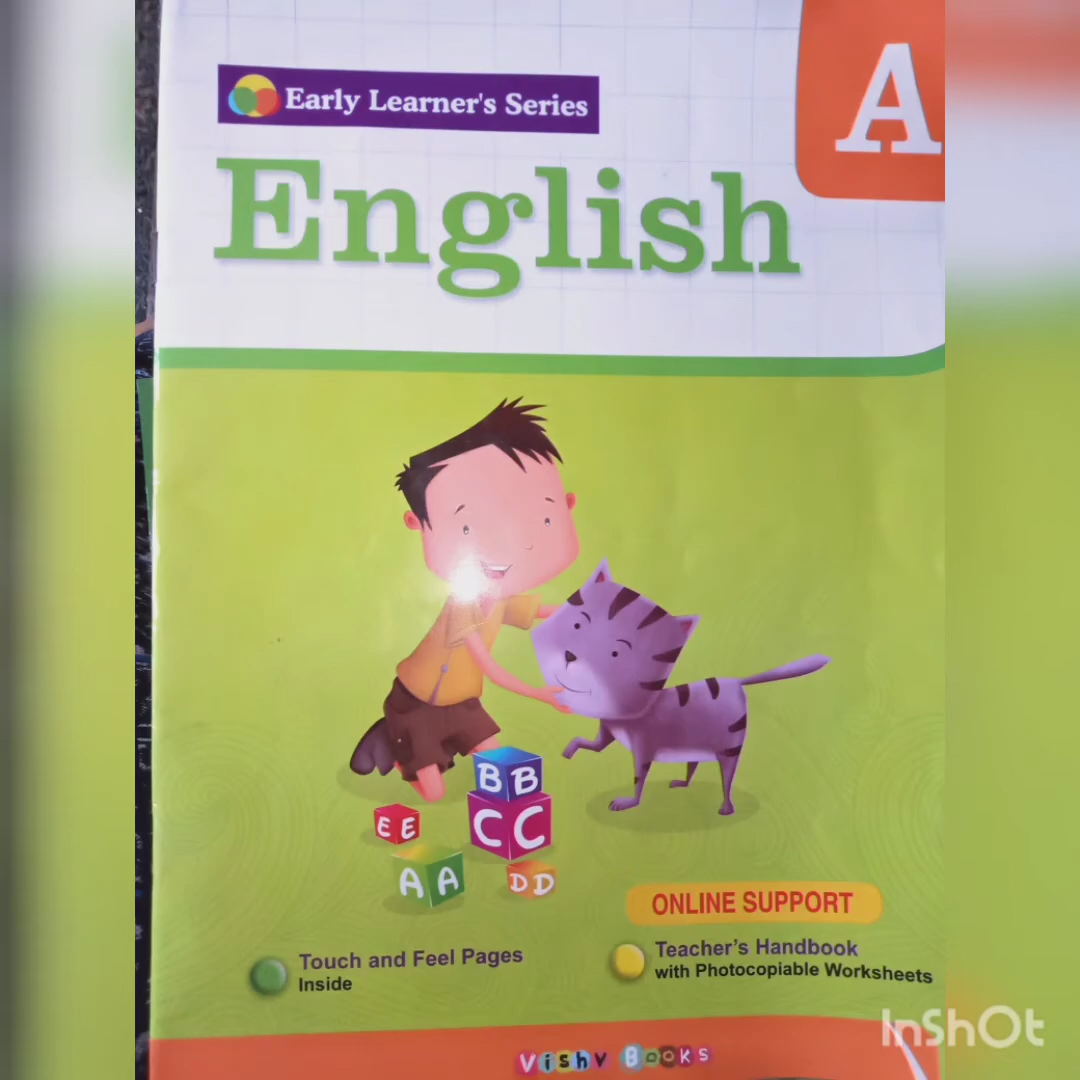 A
Early Learner's Series
English
BB
CC
EE
AA
DD
ONLINE SUPPORT
Touch and Feel Pages
Inside
Teacher's Handbook
with Photocopiable Worksheets
Vishv Books
InShOt